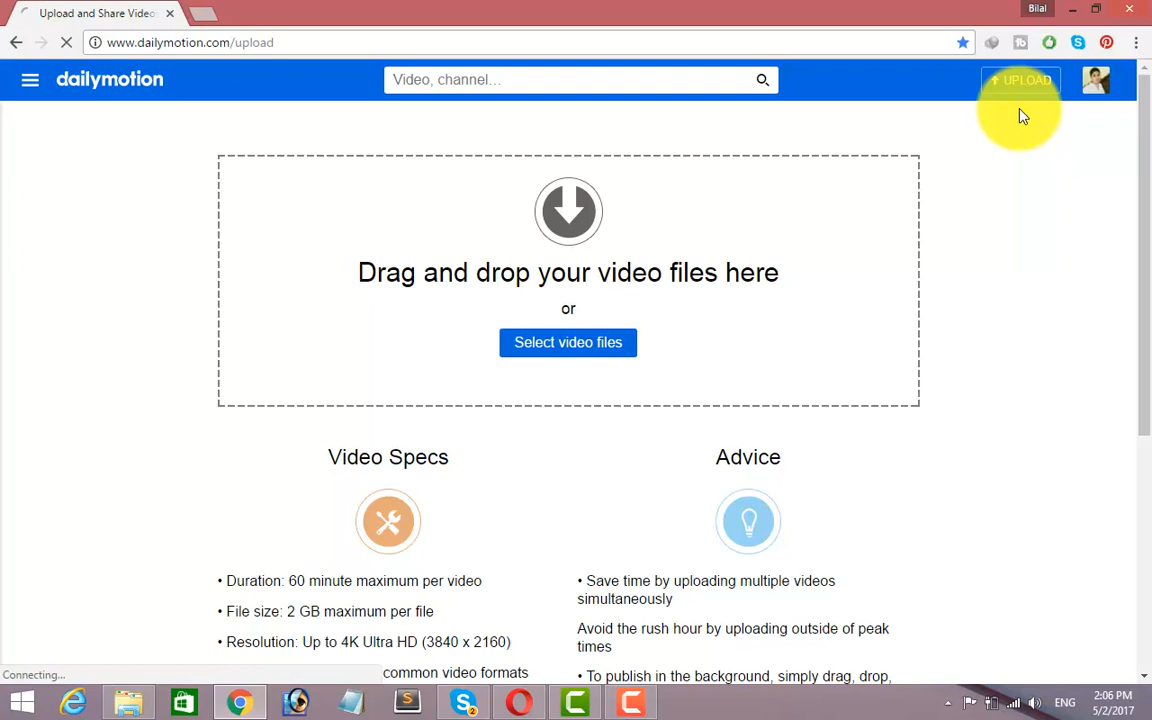 Upload and Share Video
Bilal
www.dailymotion.com/upload
dailymotion
Video, channel...
UPLOAD
Drag and drop your video files here
or
Select video files
Video Specs
Advice
• Duration: 60 minute maximum per video
• File size: 2 GB maximum per file
• Resolution: Up to 4K Ultra HD (3840 x 2160)
common video formats
• Save time by uploading multiple videos
simultaneously
Avoid the rush hour by uploading outside of peak
times
• To publish in the background, simply drag, drop,
Connecting...
S
2
ENG
2:06 PM
5/2/2017